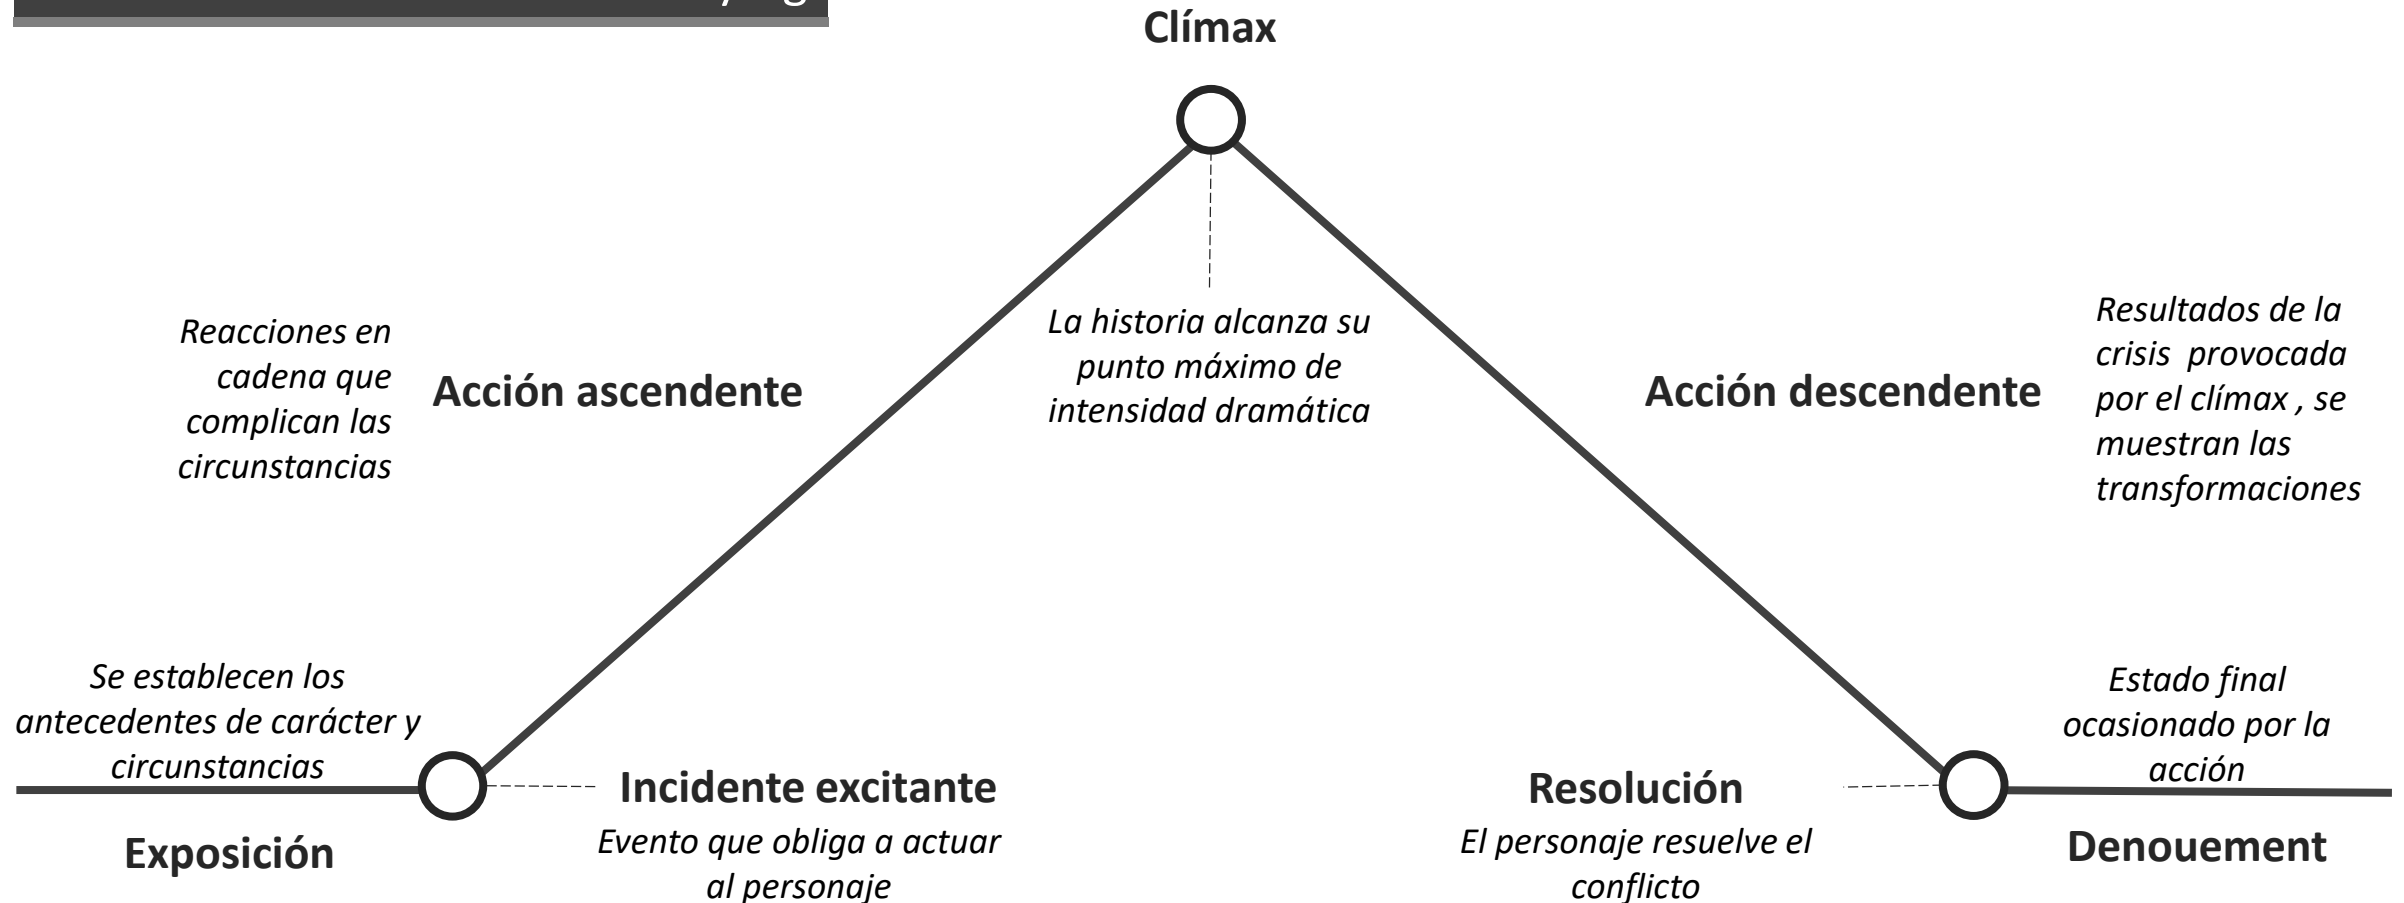 Clímax
Reacciones en
cadena que
complican las
circunstancias
Acción ascendente
La historia alcanza su
punto máximo de
intensidad dramática
Acción descendente
Resultados de la
crisis  provocada
por el clímax , se
muestran las
transformaciones
Se establecen los
antecedentes de carácter y
circunstancias
Exposición
Incidente excitante
Evento que obliga a actuar
al personaje
Resolución
El personaje resuelve el
conflicto
Estado final
ocasionado por la
acción
Denouement